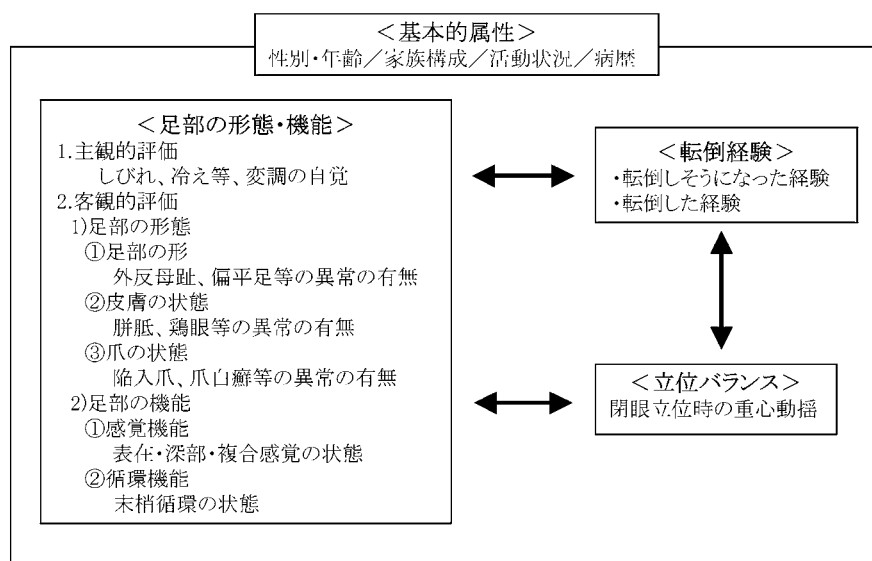 ＜基本的属性＞
性別・年齢／家族構成／活動状況／病歴
＜足部の形態・機能＞
1.主観的評価
しびれ、冷え等、変調の自覚
2.客観的評価
1)足部の形態
①足部の形
外反母趾、偏平足等の異常の有無
②皮膚の状態
胼胝、鶏眼等の異常の有無
③爪の状態
陥入爪、爪白癬等の異常の有無
2)足部の機能
①感覚機能
表在・深部・複合感覚の状態
②循環機能
末梢循環の状態
＜転倒経験＞
・転倒しそうになった経験
・転倒した経験
＜立位バランス＞
閉眼立位時の重心動揺